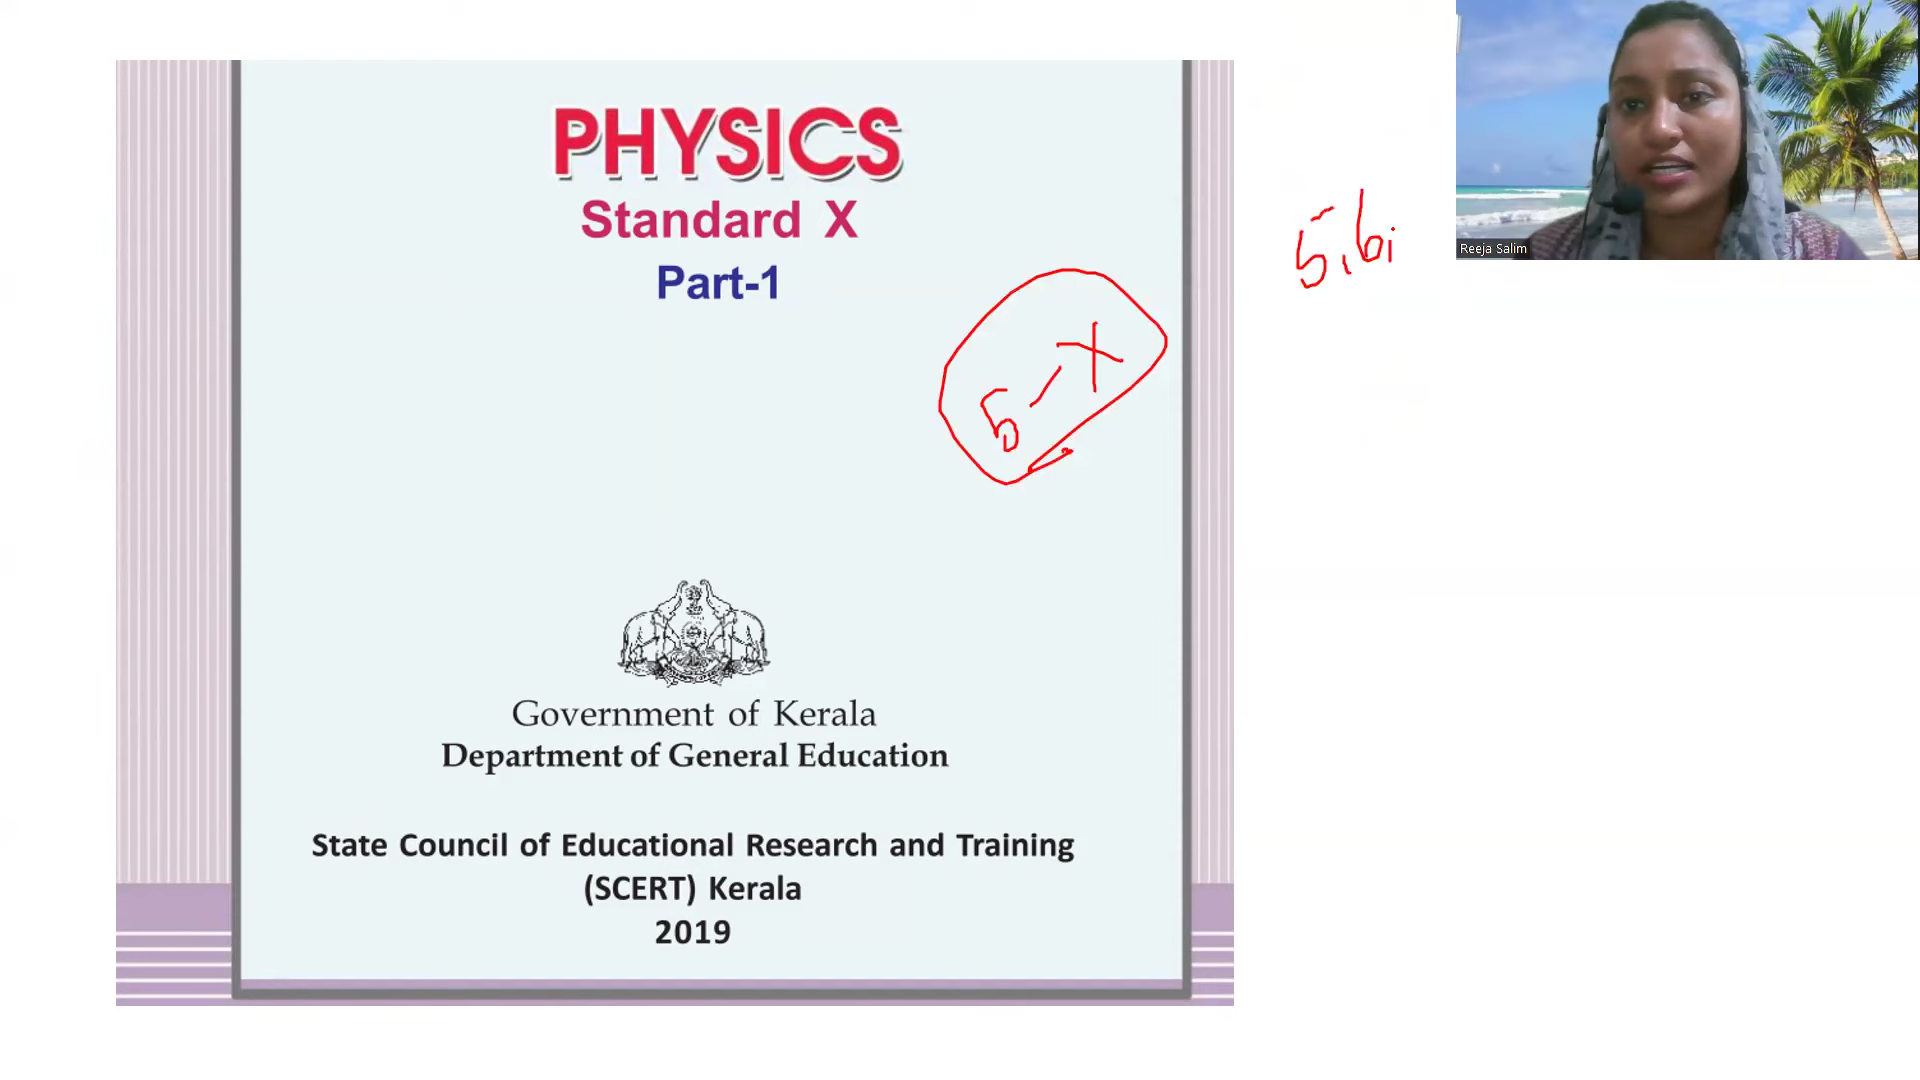 PHYSICS
Standard X
Part-1
5-X
5,6,
Reeja Salim
Government of Kerala
Department of General Education
State Council of Educational Research and Training
(SCERT) Kerala
2019